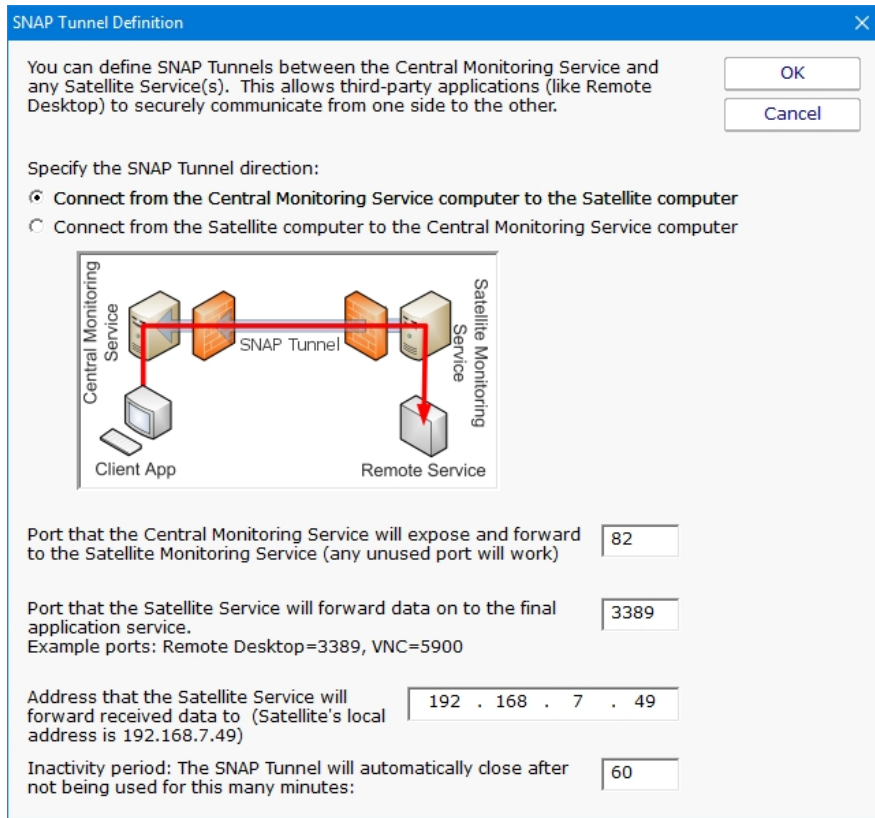 SNAP Tunnel Definition
You can define SNAP Tunnels between the Central Monitoring Service and
any Satellite Service(s).  This allows third-party applications (like Remote
Desktop) to securely communicate from one side to the other.
OK
Cancel
Specify the SNAP Tunnel direction:
Connect from the Central Monitoring Service computer to the Satellite computer
Connect from the Satellite computer to the Central Monitoring Service computer
Central Monitoring
Service
SNAP Tunnel
Satellite Monitoring
Service
Client App
Remote Service
Port that the Central Monitoring Service will expose and forward
to the Satellite Monitoring Service (any unused port will work)
82
Port that the Satellite Service will forward data on to the final
application service.
Example ports: Remote Desktop=3389, VNC=5900
3389
Address that the Satellite Service will
forward received data to  (Satellite's local
address is 192.168.7.49)
192 . 168 . 7 . 49
Inactivity period: The SNAP Tunnel will automatically close after
not being used for this many minutes:
60